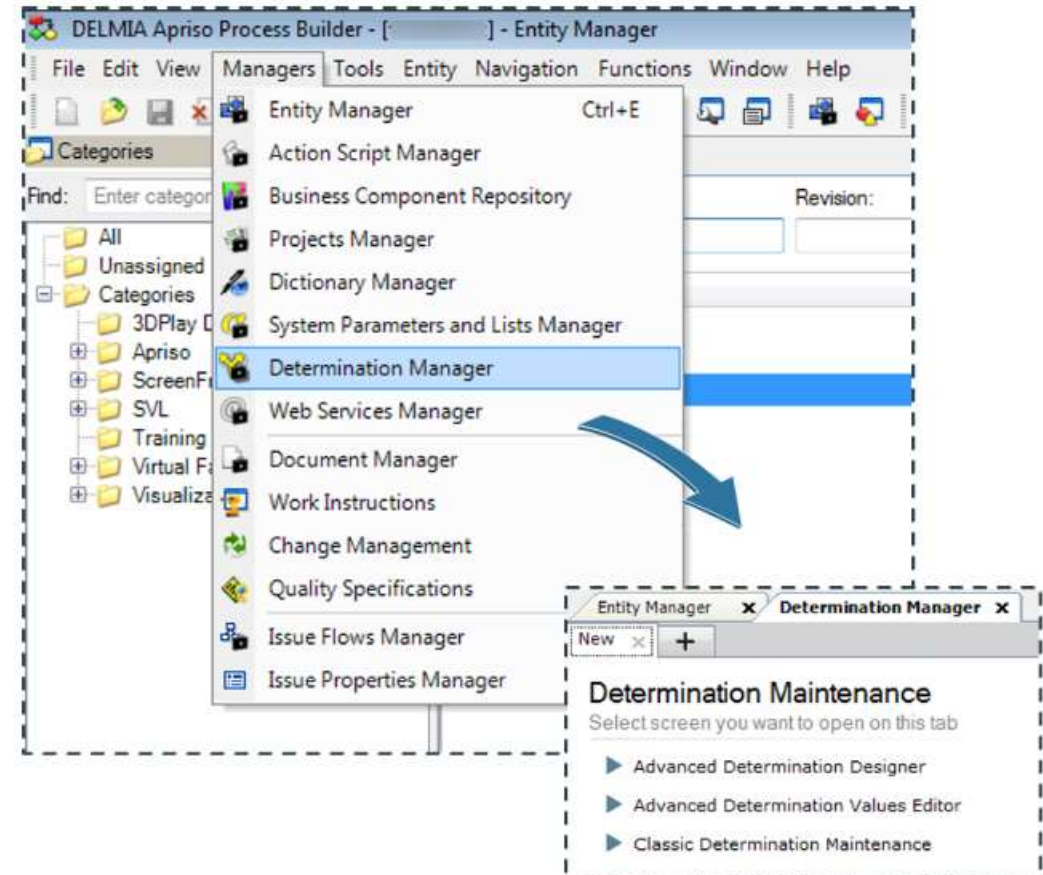 DELMIA Apriso Process Builder - [ ] - Entity Manager
File Edit View Managers Tools Entity Navigation Functions Window Help
Entity Manager Ctrl+E
Categories
Action Script Manager
Find: Enter categor
Business Component Repository
Revision:
All
Projects Manager
Unassigned
Categories
Dictionary Manager
3DPlay
System Parameters and Lists Manager
Apriso
Determination Manager
ScreenFr
SVL
Web Services Manager
Training
Virtual Fa
Document Manager
Visualiza
Work Instructions
Change Management
Quality Specifications
Issue Flows Manager
Issue Properties Manager
Entity Manager x Determination Manager x
New x +
Determination Maintenance
Select screen you want to open on this tab
Advanced Determination Designer
Advanced Determination Values Editor
Classic Determination Maintenance